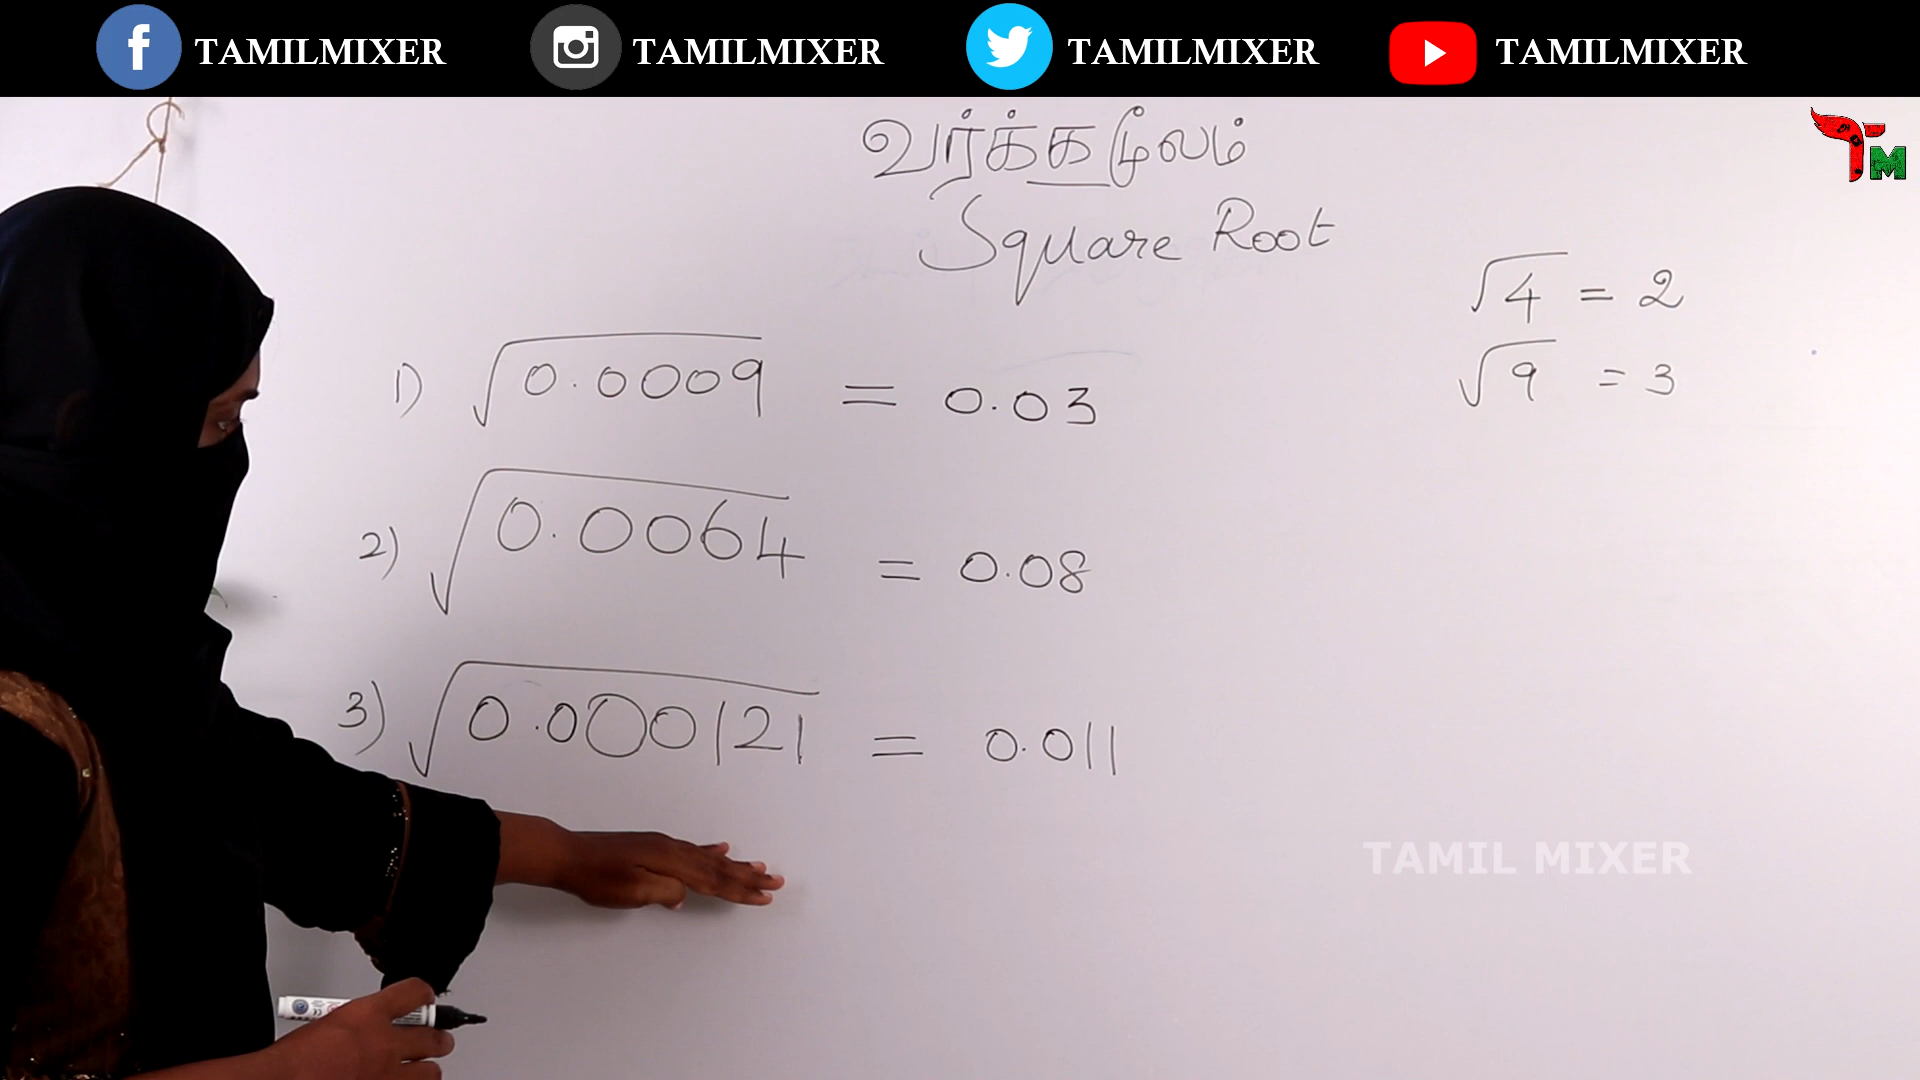 TAMILMIXER TAMILMIXER TAMILMIXER TAMILMIXER
TM
வர்க்கமூலம்
Square Root
√4 = 2
√9 = 3
1) √0.0009 = 0.03
2) √0.0064 = 0.08
3) √0.000121 = 0.011
TAMIL MIXER